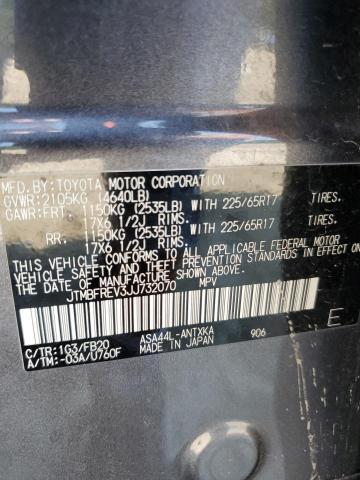 MFD.BY:TOYOTA MOTOR CORPORATION
GVWR:2105KG (4640LB)
GAWR:FRT. 1150KG (2535LB) WITH 225/65R17 TIRES.
17X6 1/2J RIMS.
RR. 1150KG (2535LB) WITH 225/65R17 TIRES.
17X6 1/2J RIMS.
THIS VEHICLE CONFORMS TO ALL APPLICABLE FEDERAL MOTOR
VEHICLE SAFETY, BUMPER, AND THEFT PREVENTION STANDARDS IN EFFECT
ON THE DATE OF MANUFACTURE SHOWN ABOVE.
JTMBFREV3JJ732070 MPV
C/TR:1G3/FB20 ASA44L-ANTXKA 906 E
A/TM:-03A/U760F MADE IN JAPAN